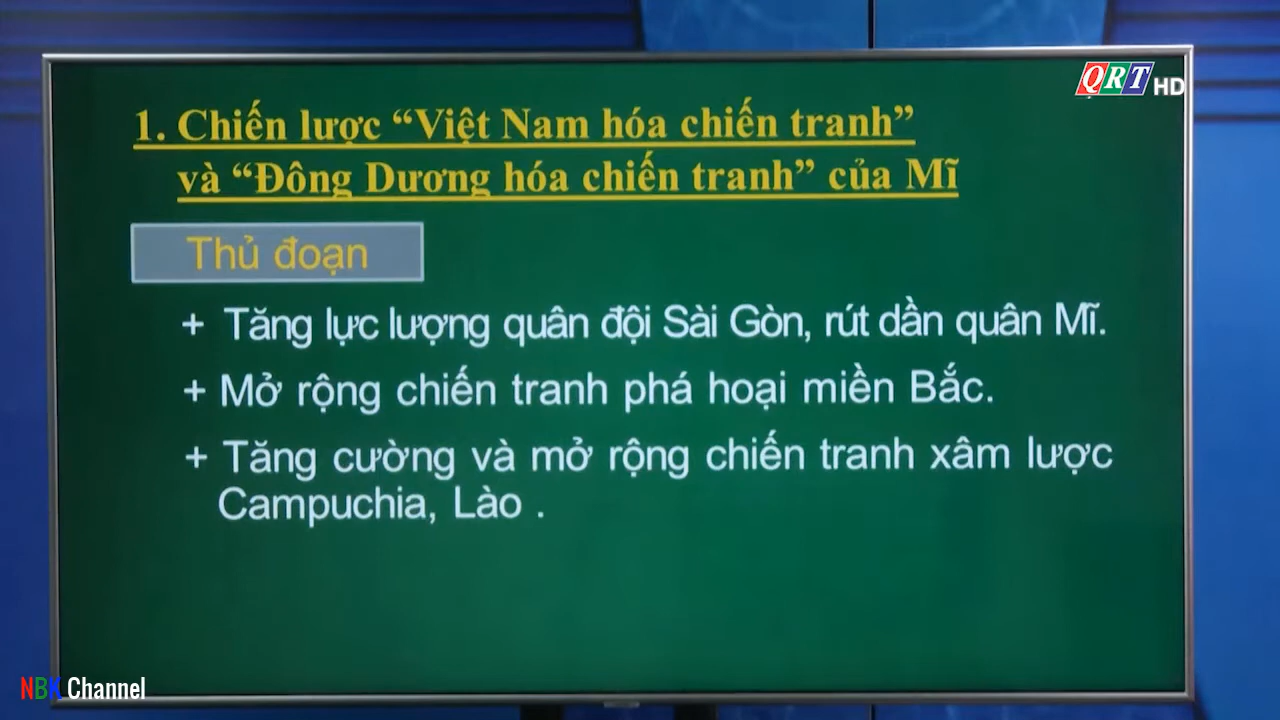 QRT HD
1. Chiến lược “Việt Nam hóa chiến tranh”
và “Đông Dương hóa chiến tranh” của Mĩ
Thủ đoạn
+ Tăng lực lượng quân đội Sài Gòn, rút dần quân Mĩ.
+ Mở rộng chiến tranh phá hoại miền Bắc.
+ Tăng cường và mở rộng chiến tranh xâm lược
Campuchia, Lào .
NBK Channel